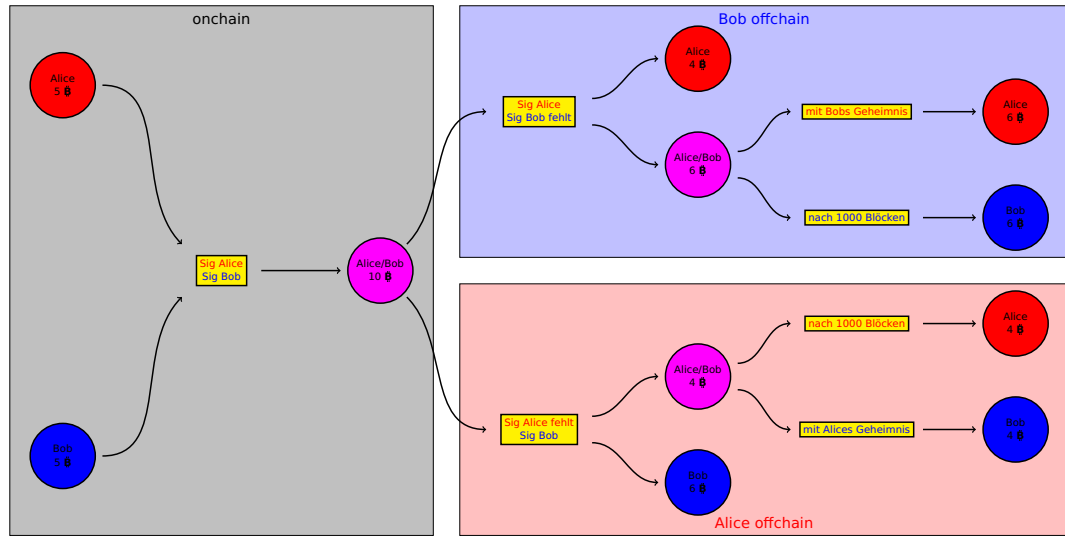 onchain
Alice
5 ₿
Sig Alice
Sig Bob
Alice/Bob
10 ₿
Bob
5 ₿
Bob offchain
Alice
4 ₿
Sig Alice
Sig Bob fehlt
Alice/Bob
6 ₿
mit Bobs Geheimnis
Alice
6 ₿
nach 1000 Blöcken
Bob
6 ₿
nach 1000 Blöcken
Alice
4 ₿
Alice/Bob
4 ₿
Sig Alice fehlt
Sig Bob
mit Alices Geheimnis
Bob
4 ₿
Bob
6 ₿
Alice offchain